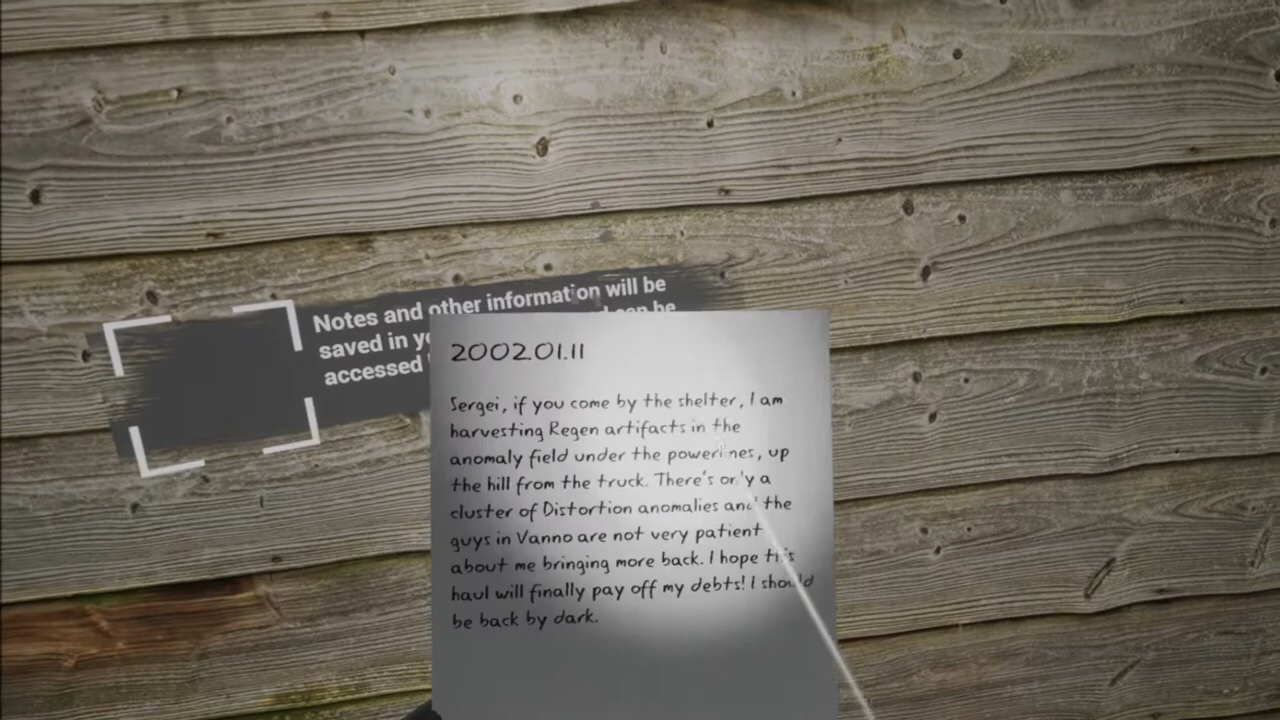 Notes and other information will be
saved in can be
accessed
2002.01.11
Sergei, if you come by the shelter, I am
harvesting Regen artifacts in the
anomaly field under the powerlines, up
the hill from the truck. There's only a
cluster of Distortion anomalies and the
guys in Vanno are not very patient
about me bringing more back. I hope this
haul will finally pay off my debts! I should
be back by dark.